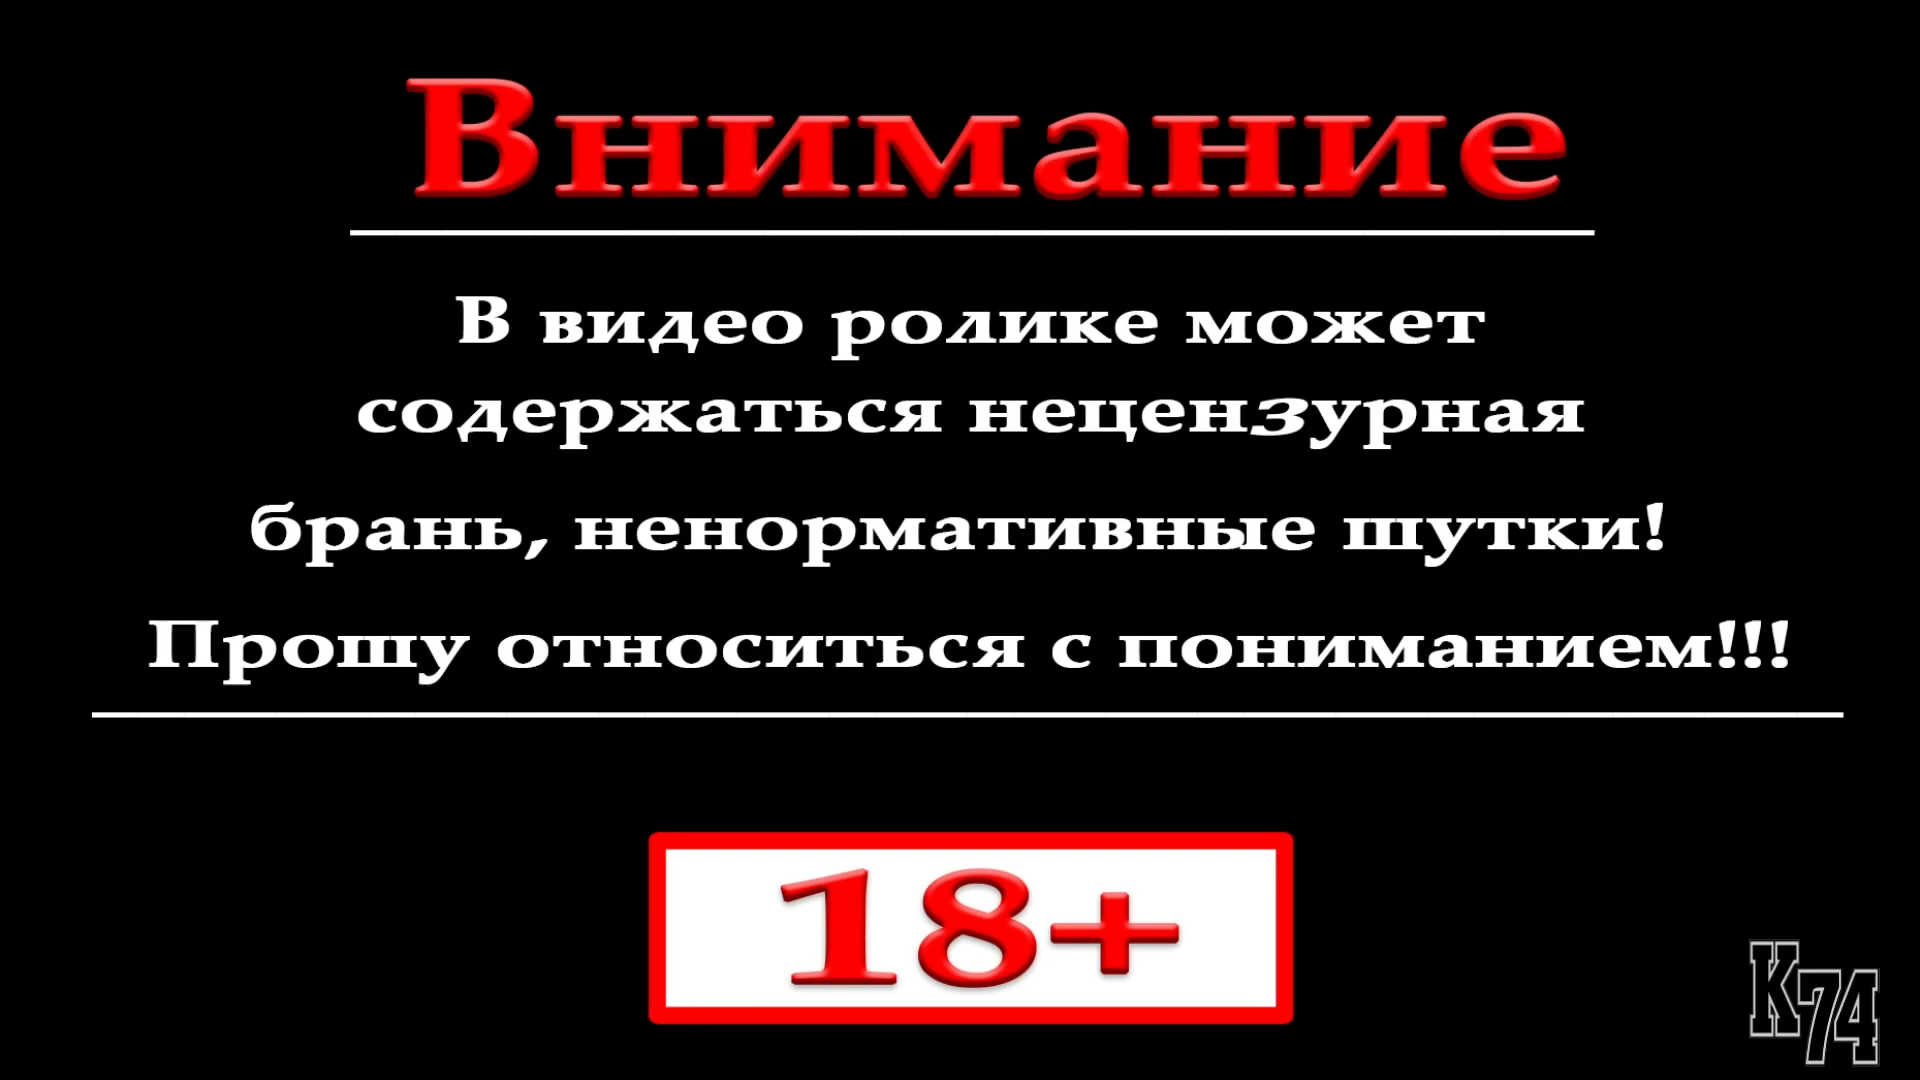 Внимание
В видео ролике может
содержаться нецензурная
брань, ненормативные шутки!
Прошу относиться с пониманием!!!
18+
K74